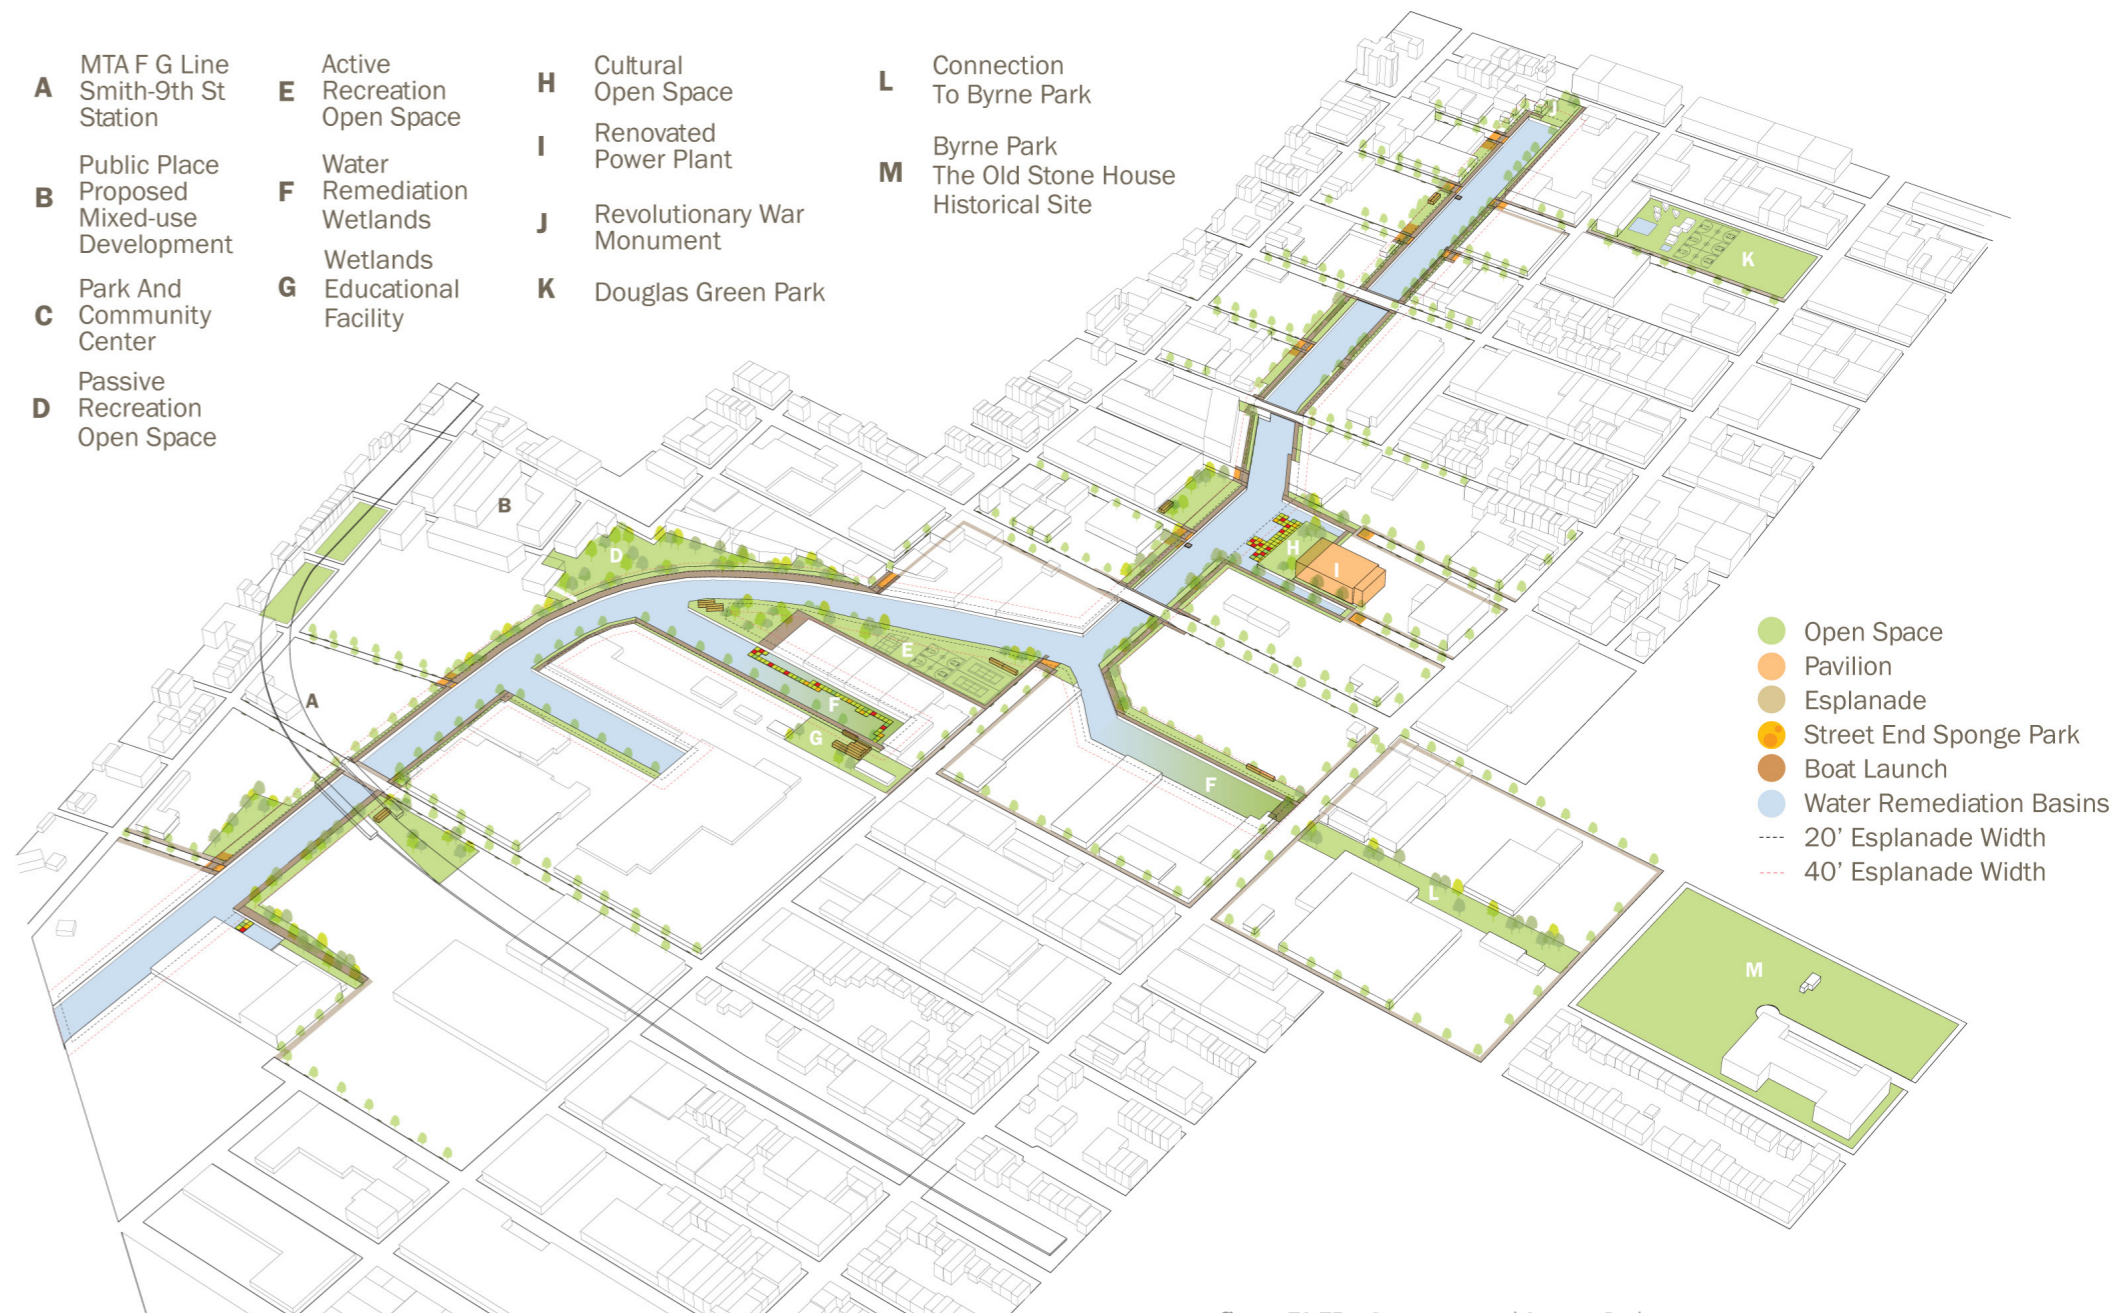 A
MTA F G Line
Smith-9th St
Station
B
Public Place
Proposed
Mixed-use
Development
C
Park And
Community
Center
D
Passive
Recreation
Open Space
E
Active
Recreation
Open Space
F
Water
Remediation
Wetlands
G
Wetlands
Educational
Facility
H
Cultural
Open Space
I
Renovated
Power Plant
J
Revolutionary War
Monument
K
Douglas Green Park
L
Connection
To Byrne Park
M
Byrne Park
The Old Stone House
Historical Site
J
K
B
D
H
I
E
A
F
G
F
L
M
Open Space
Pavilion
Esplanade
Street End Sponge Park
Boat Launch
Water Remediation Basins
20' Esplanade Width
40' Esplanade Width